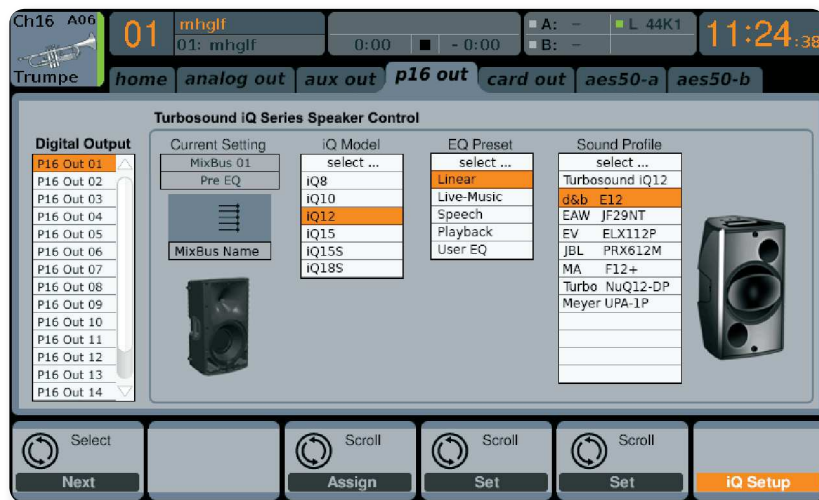 Ch16 A06
Trumpe
01
mhglf
01: mhglf
0:00 - 0:00
A: -
B: -
L 44K1
11:24:38
home analog out aux out p16 out card out aes50-a aes50-b
Turbosound iQ Series Speaker Control
Digital Output
P16 Out 01
P16 Out 02
P16 Out 03
P16 Out 04
P16 Out 05
P16 Out 06
P16 Out 07
P16 Out 08
P16 Out 09
P16 Out 10
P16 Out 11
P16 Out 12
P16 Out 13
P16 Out 14
Current Setting
MixBus 01
Pre EQ
MixBus Name
iQ Model
select ...
iQ8
iQ10
iQ12
iQ15
iQ15S
iQ18S
EQ Preset
select ...
Linear
Live-Music
Speech
Playback
User EQ
Sound Profile
select ...
Turbosound iQ12
d&b E12
EAW JF29NT
EV ELX112P
JBL PRX612M
MA F12+
Turbo NuQ12-DP
Meyer UPA-1P
Select
Next
Scroll
Assign
Scroll
Set
Scroll
Set
iQ Setup